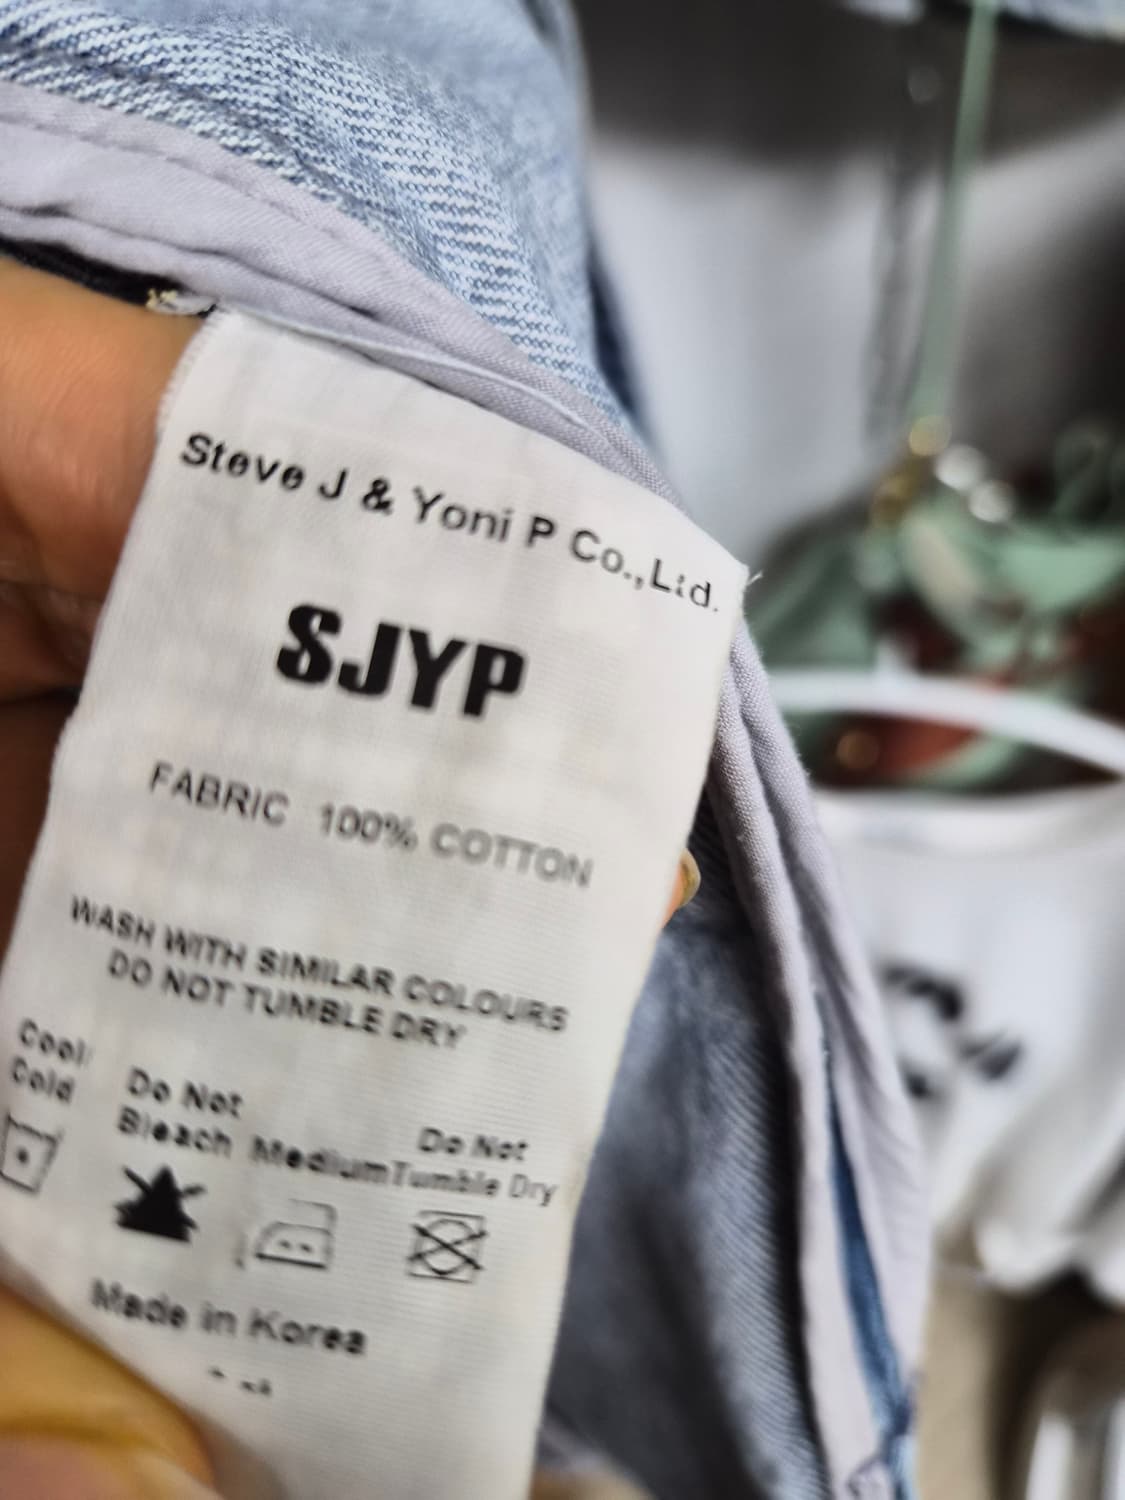 Steve J & Yoni P Co.,Ltd.
SJYP
FABRIC 100% COTTON
WASH WITH SIMILAR COLOURS
DO NOT TUMBLE DRY
Cool/
Cold
Do Not
Bleach
Medium
Do Not
Tumble Dry
Made in Korea